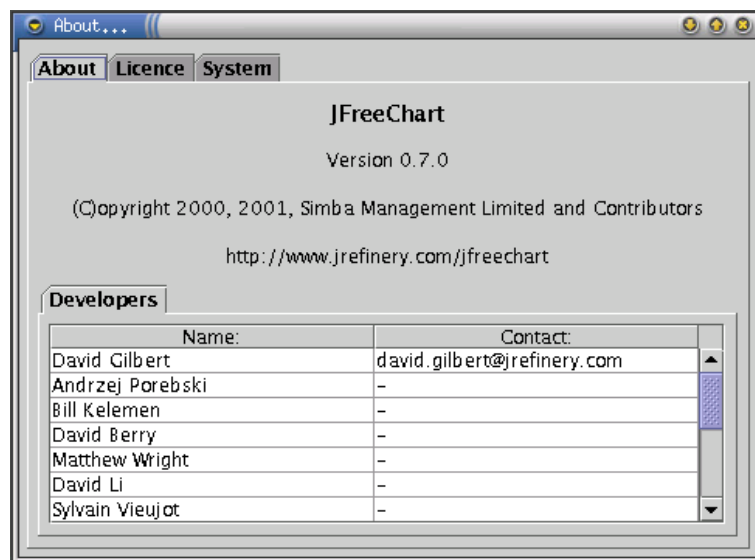 About...
About Licence System
JFreeChart
Version 0.7.0
(C)opyright 2000, 2001, Simba Management Limited and Contributors
http://www.jrefinery.com/jfreechart
Developers
Name: Contact:
David Gilbert david.gilbert@jrefinery.com
Andrzej Porebski -
Bill Kelemen -
David Berry -
Matthew Wright -
David Li -
Sylvain Vieujot -